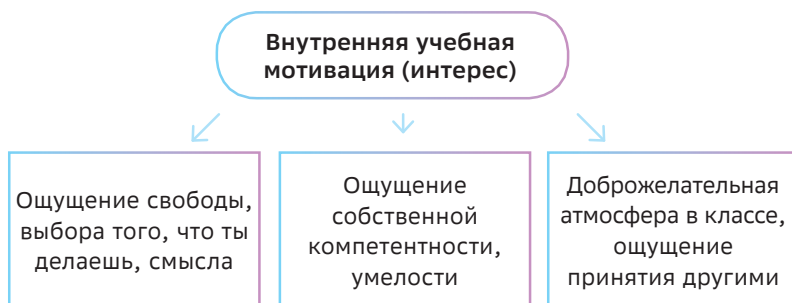 Внутренняя учебная
мотивация (интерес)
Ощущение свободы,
выбора того, что ты
делаешь, смысла
Ощущение
собственной
компетентности,
умелости
Доброжелательная
атмосфера в классе,
ощущение
принятия другими